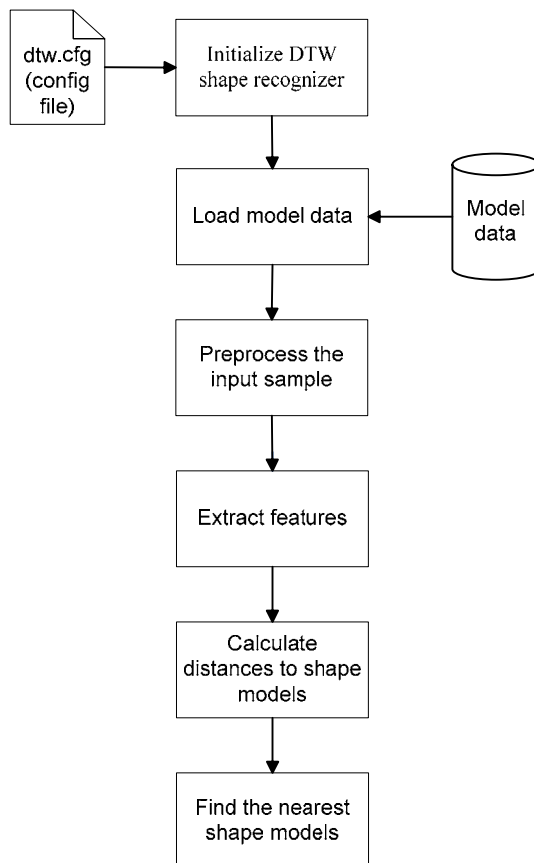 dtw.cfg
(config
file)
Initialize DTW
shape recognizer
Load model data
Model
data
Preprocess the
input sample
Extract features
Calculate
distances to shape
models
Find the nearest
shape models